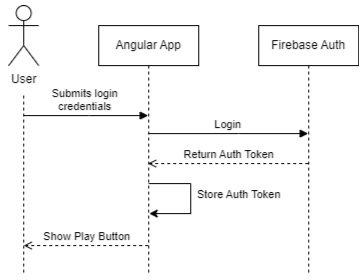 Angular App
Firebase Auth
User
Submits login
credentials
Login
Return Auth Token
Store Auth Token
Show Play Button